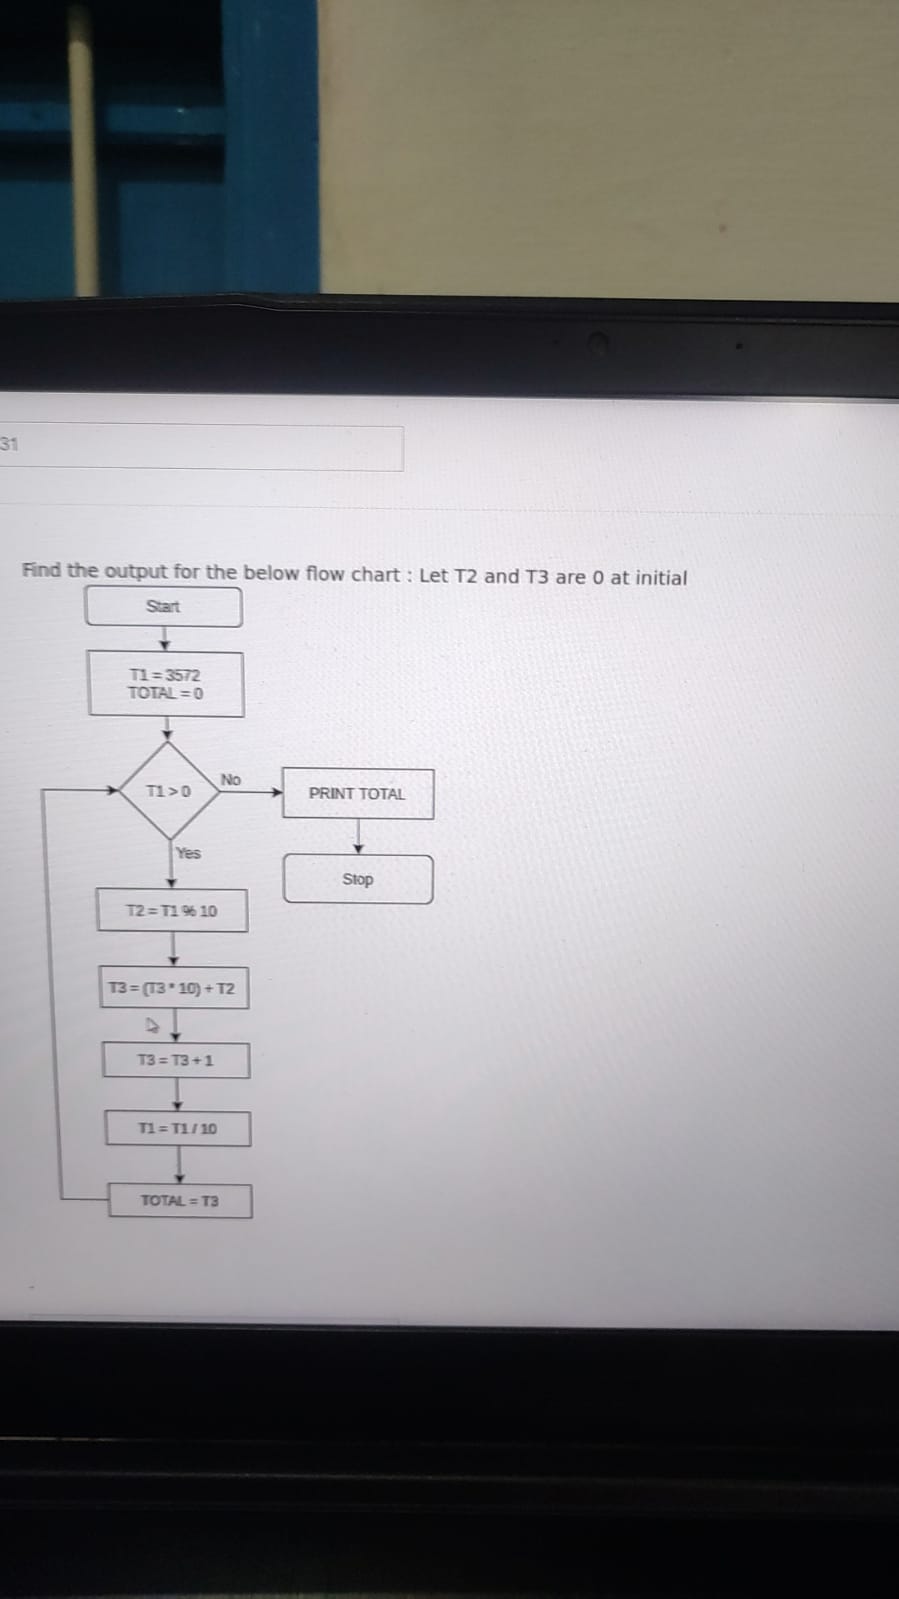 31
Find the output for the below flow chart : Let T2 and T3 are 0 at initial
Start
T1 = 3572
TOTAL = 0
T1 > 0
No
PRINT TOTAL
Yes
Stop
T2 = T1 % 10
T3 = (T3 * 10) + T2
T3 = T3 + 1
T1 = T1 / 10
TOTAL = T3